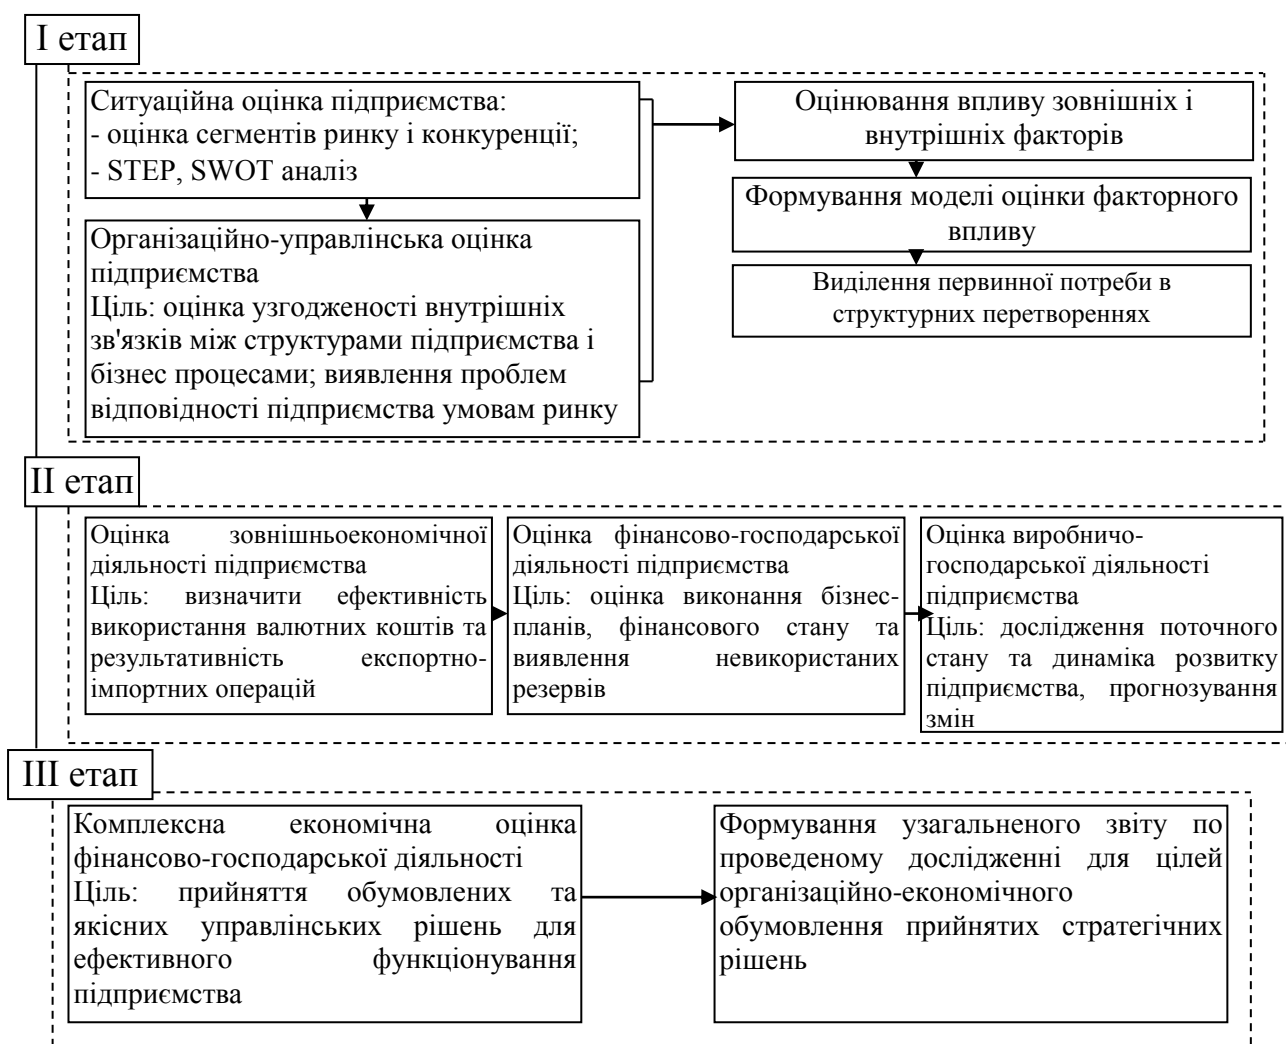 І етап
Ситуаційна оцінка підприємства:
- оцінка сегментів ринку і конкуренції;
- STEP, SWOT аналіз
Організаційно-управлінська оцінка
підприємства
Ціль: оцінка узгодженості внутрішніх
зв'язків між структурами підприємства і
бізнес процесами; виявлення проблем
відповідності підприємства умовам ринку
Оцінювання впливу зовнішніх і
внутрішніх факторів
Формування моделі оцінки факторного
впливу
Виділення первинної потреби в
структурних перетвореннях
ІІ етап
Оцінка зовнішньоекономічної
діяльності підприємства
Ціль: визначити ефективність
використання валютних коштів та
результативність експортно-
імпортних операцій
Оцінка фінансово-господарської
діяльності підприємства
Ціль: оцінка виконання бізнес-
планів, фінансового стану та
виявлення невикористаних
резервів
Оцінка виробничо-
господарської діяльності
підприємства
Ціль: дослідження поточного
стану та динаміка розвитку
підприємства, прогнозування
змін
ІІІ етап
Комплексна економічна оцінка
фінансово-господарської діяльності
Ціль: прийняття обумовлених та
якісних управлінських рішень для
ефективного функціонування
підприємства
Формування узагальненого звіту по
проведеному дослідженні для цілей
організаційно-економічного
обумовлення прийнятих стратегічних
рішень